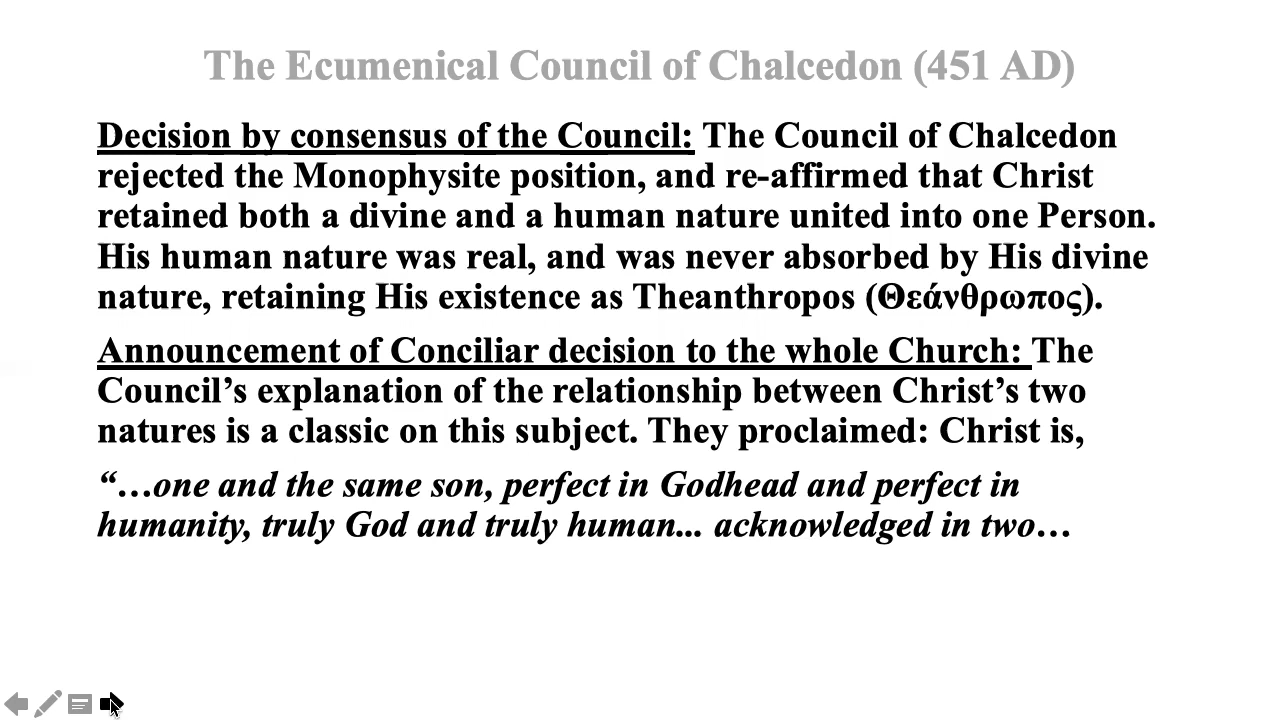 The Ecumenical Council of Chalcedon (451 AD)
Decision by consensus of the Council: The Council of Chalcedon
rejected the Monophysite position, and re-affirmed that Christ
retained both a divine and a human nature united into one Person.
His human nature was real, and was never absorbed by His divine
nature, retaining His existence as Theanthropos (Θεάνθρωπος).
Announcement of Conciliar decision to the whole Church: The
Council’s explanation of the relationship between Christ’s two
natures is a classic on this subject. They proclaimed: Christ is,
“…one and the same son, perfect in Godhead and perfect in
humanity, truly God and truly human... acknowledged in two…